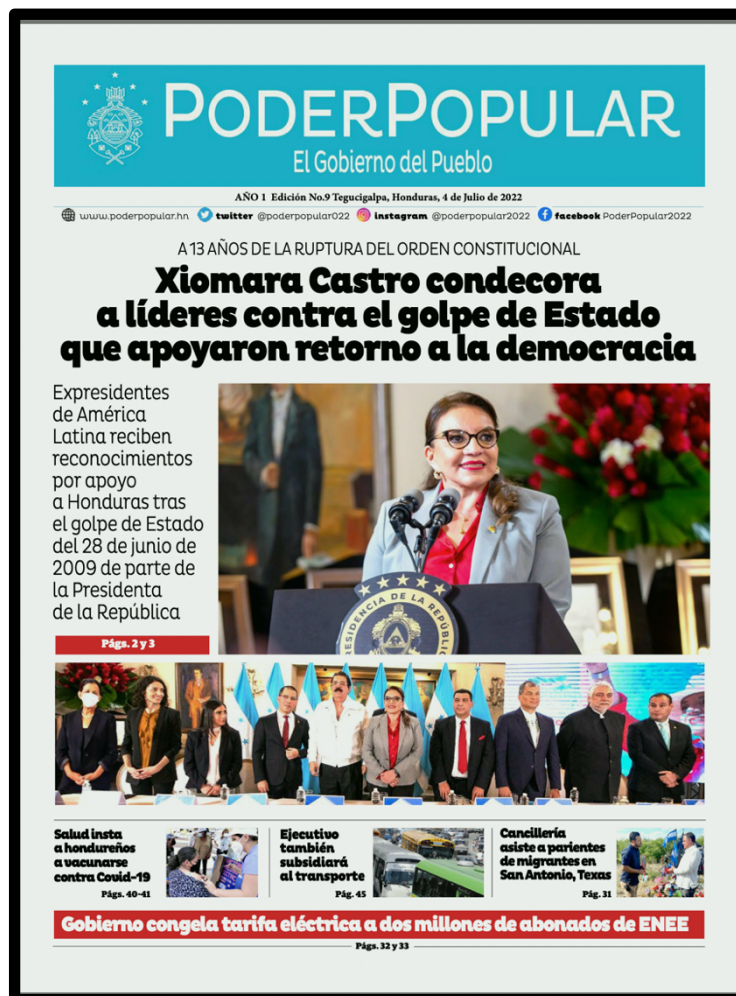 PODERPOPULAR
El Gobierno del Pueblo
AÑO 1 Edición No.9 Tegucigalpa, Honduras, 4 de Julio de 2022
www.poderpopular.hn twitter @poderpopular022 instagram @poderpopular2022 facebook PoderPopular2022
A 13 AÑOS DE LA RUPTURA DEL ORDEN CONSTITUCIONAL
Xiomara Castro condecora
a líderes contra el golpe de Estado
que apoyaron retorno a la democracia
Expresidentes
de América
Latina reciben
reconocimientos
por apoyo
a Honduras tras
el golpe de Estado
del 28 de junio de
2009 de parte de
la Presidenta
de la República
Págs. 2 y 3
PRESIDENCIA DE LA REPÚBLICA
Salud insta
a hondureños
a vacunarse
contra Covid-19
Págs. 40-41
Ejecutivo
también
subsidiará
al transporte
Pág. 45
Cancillería
asiste a parientes
de migrantes en
San Antonio, Texas
Pág. 31
Gobierno congela tarifa eléctrica a dos millones de abonados de ENEE
Págs. 32 y 33